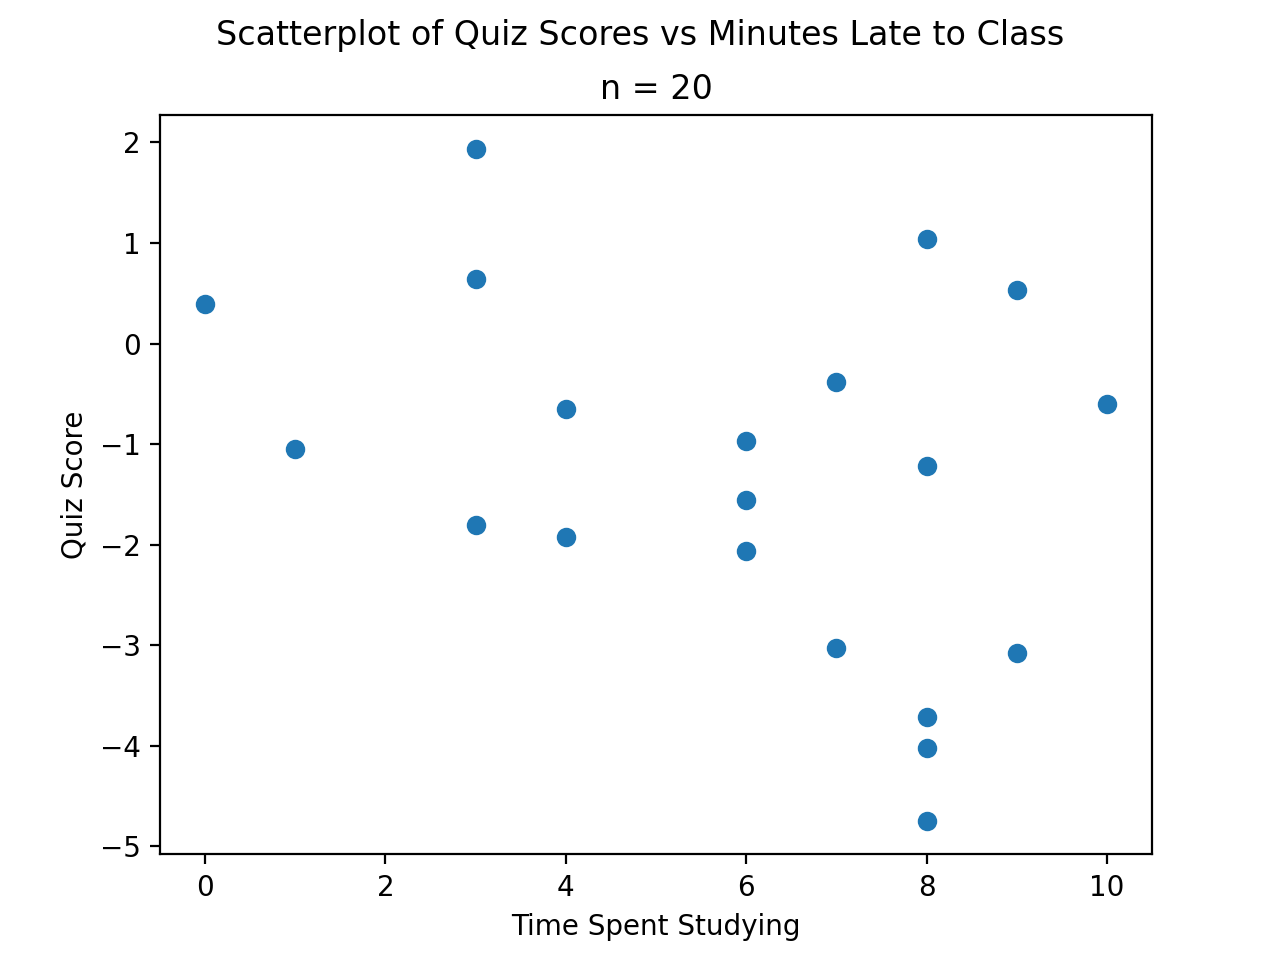 Scatterplot of Quiz Scores vs Minutes Late to Class
n = 20
2
1
0
−1
−2
−3
−4
−5
Quiz Score
0 2 4 6 8 10
Time Spent Studying